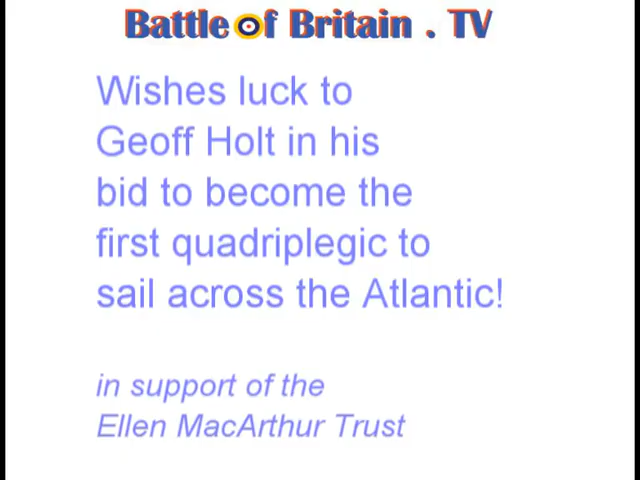 Battle of Britain . TV
Wishes luck to
Geoff Holt in his
bid to become the
first quadriplegic to
sail across the Atlantic!
in support of the
Ellen MacArthur Trust